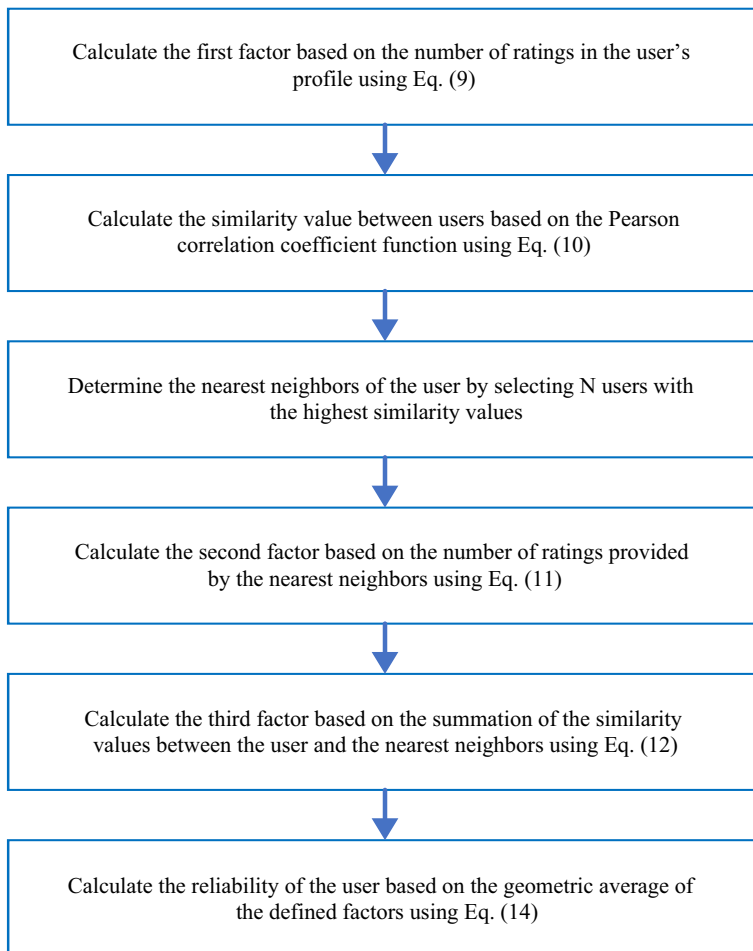 Calculate the first factor based on the number of ratings in the user’s
profile using Eq. (9)
Calculate the similarity value between users based on the Pearson
correlation coefficient function using Eq. (10)
Determine the nearest neighbors of the user by selecting N users with
the highest similarity values
Calculate the second factor based on the number of ratings provided
by the nearest neighbors using Eq. (11)
Calculate the third factor based on the summation of the similarity
values between the user and the nearest neighbors using Eq. (12)
Calculate the reliability of the user based on the geometric average of
the defined factors using Eq. (14)